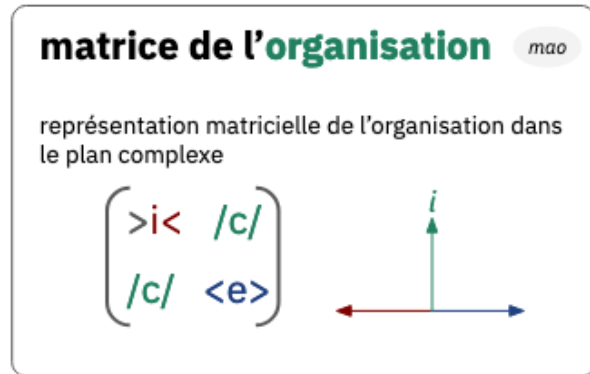 matrice de l’organisation mao
représentation matricielle de l’organisation dans
le plan complexe
>i< /c/
/c/ <e>
i